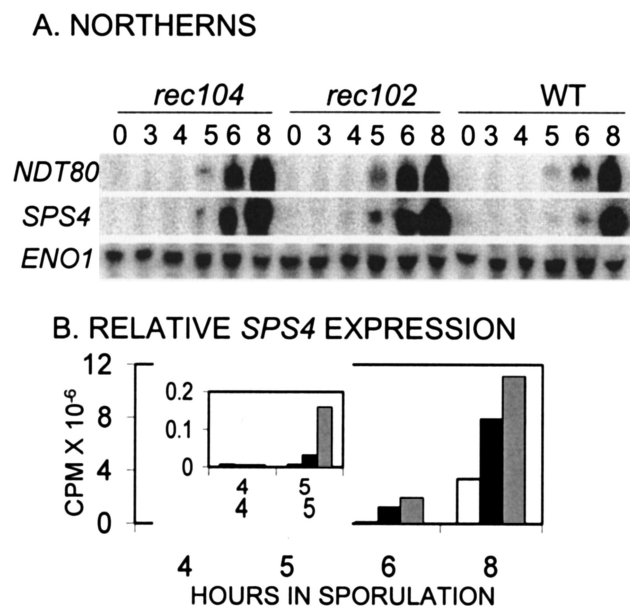 A. NORTHERNS
rec104 rec102 WT
0 3 4 5 6 8 0 3 4 5 6 8 0 3 4 5 6 8
NDT80
SPS4
ENO1
B. RELATIVE SPS4 EXPRESSION
12
8
4
0
CPM X 10-6
0.2
0.1
0
4 5
4 5
4 5 6 8
HOURS IN SPORULATION